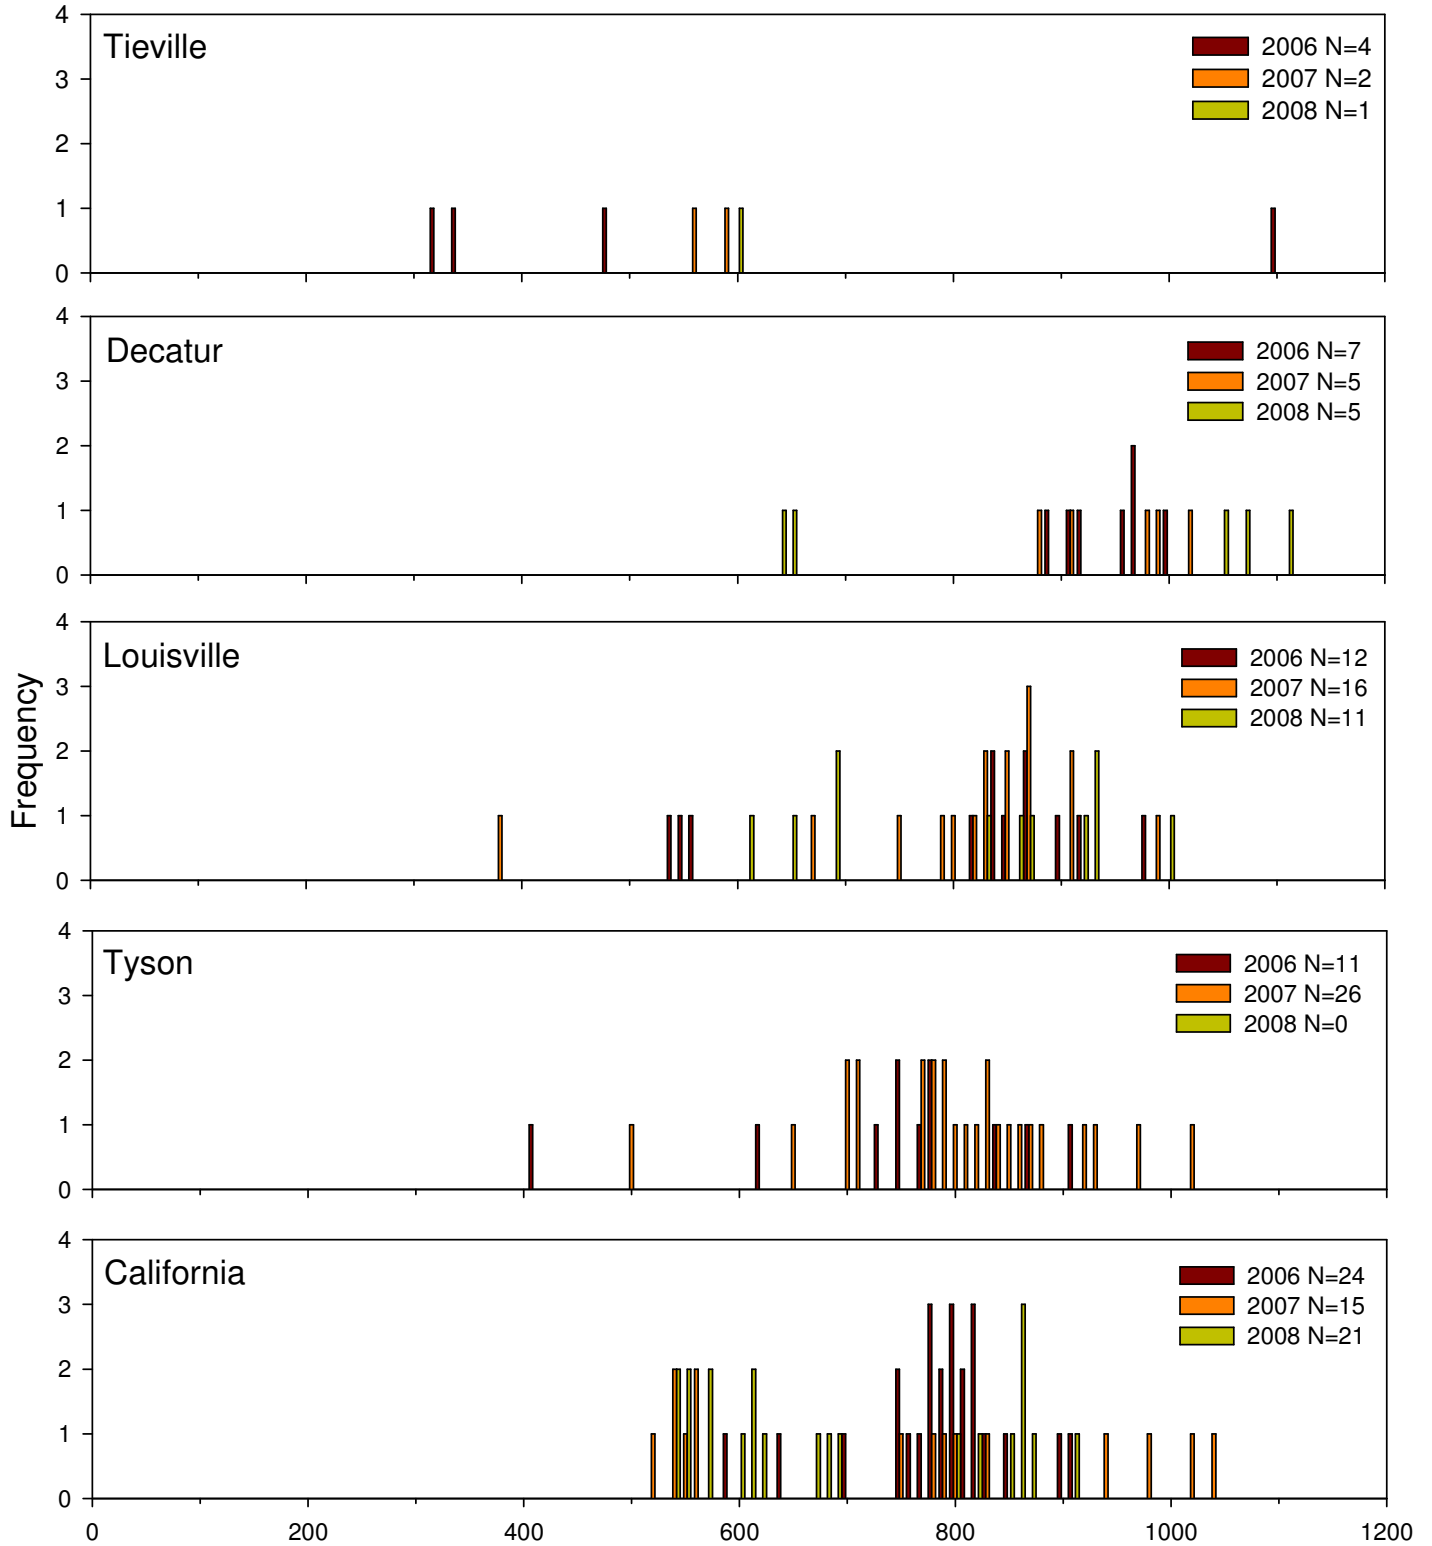 4
Tieville
2006 N=4
3
2007 N=2
2008 N=1
2
1
0
4
Decatur
2006 N=7
3
2007 N=5
2008 N=5
2
1
0
4
Louisville
2006 N=12
3
2007 N=16
2008 N=11
2
1
0
Frequency
4
Tyson
2006 N=11
3
2007 N=26
2008 N=0
2
1
0
4
California
2006 N=24
3
2007 N=15
2008 N=21
2
1
0
0 200 400 600 800 1000 1200